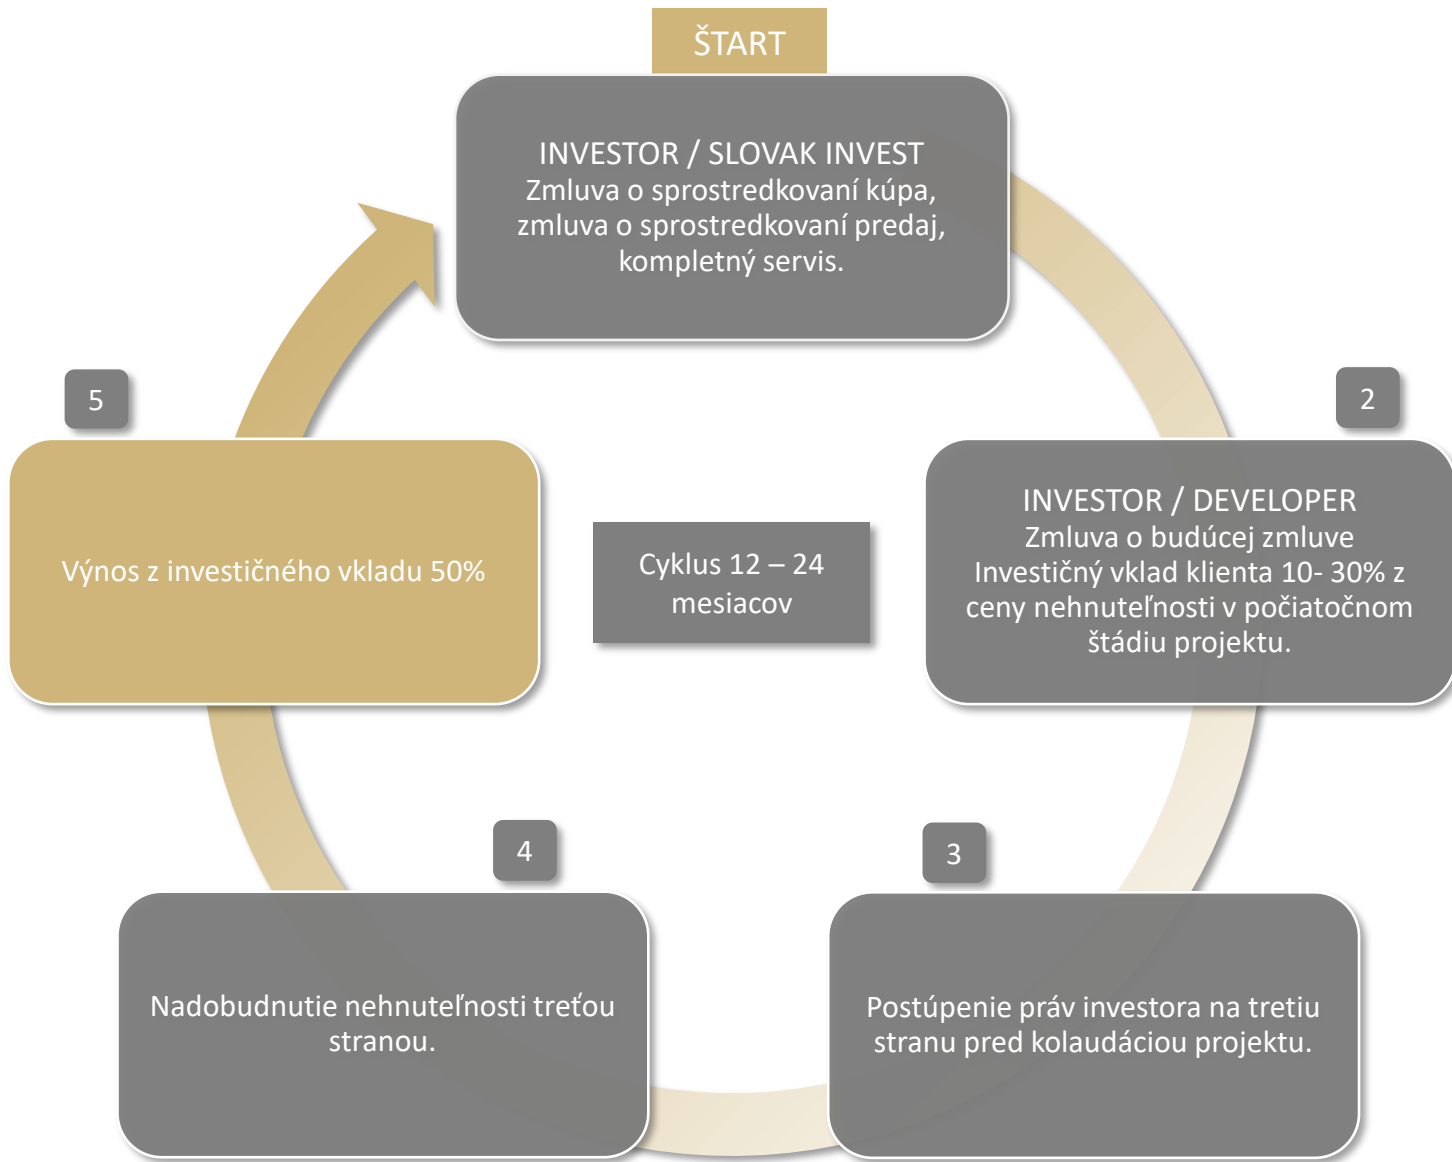 ŠTART
INVESTOR / SLOVAK INVEST
Zmluva o sprostredkovaní kúpa,
zmluva o sprostredkovaní predaj,
kompletný servis.
2
INVESTOR / DEVELOPER
Zmluva o budúcej zmluve
Investičný vklad klienta 10- 30% z
ceny nehnuteľnosti v počiatočnom
štádiu projektu.
3
Postúpenie práv investora na tretiu
stranu pred kolaudáciou projektu.
4
Nadobudnutie nehnuteľnosti treťou
stranou.
5
Výnos z investičného vkladu 50%
Cyklus 12 – 24
mesiacov